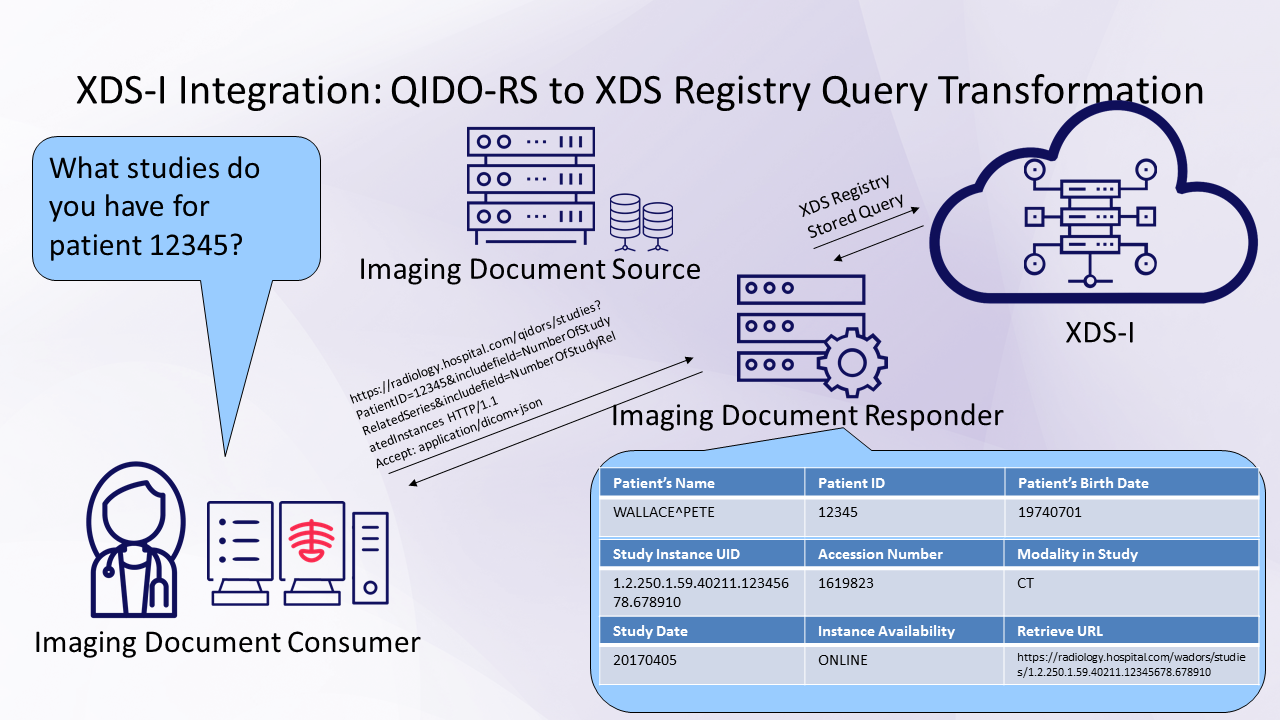 XDS-I Integration: QIDO-RS to XDS Registry Query Transformation
What studies do
you have for
patient 12345?
Imaging Document Source
XDS Registry
Stored Query
XDS-I
https://radiology.hospital.com/qidors/studies?
PatientID=12345&includefield=NumberOfStudy
RelatedSeries&includefield=NumberOfStudyRel
atedInstances HTTP/1.1
Accept: application/dicom+json
Imaging Document Responder
Imaging Document Consumer
Patient's Name Patient ID Patient's Birth Date
WALLACE^PETE 12345 19740701
Study Instance UID Accession Number Modality in Study
1.2.250.1.59.40211.123456 1619823 CT
78.678910
Study Date Instance Availability Retrieve URL
20170405 ONLINE https://radiology.hospital.com/wadors/studie
s/1.2.250.1.59.40211.12345678.678910